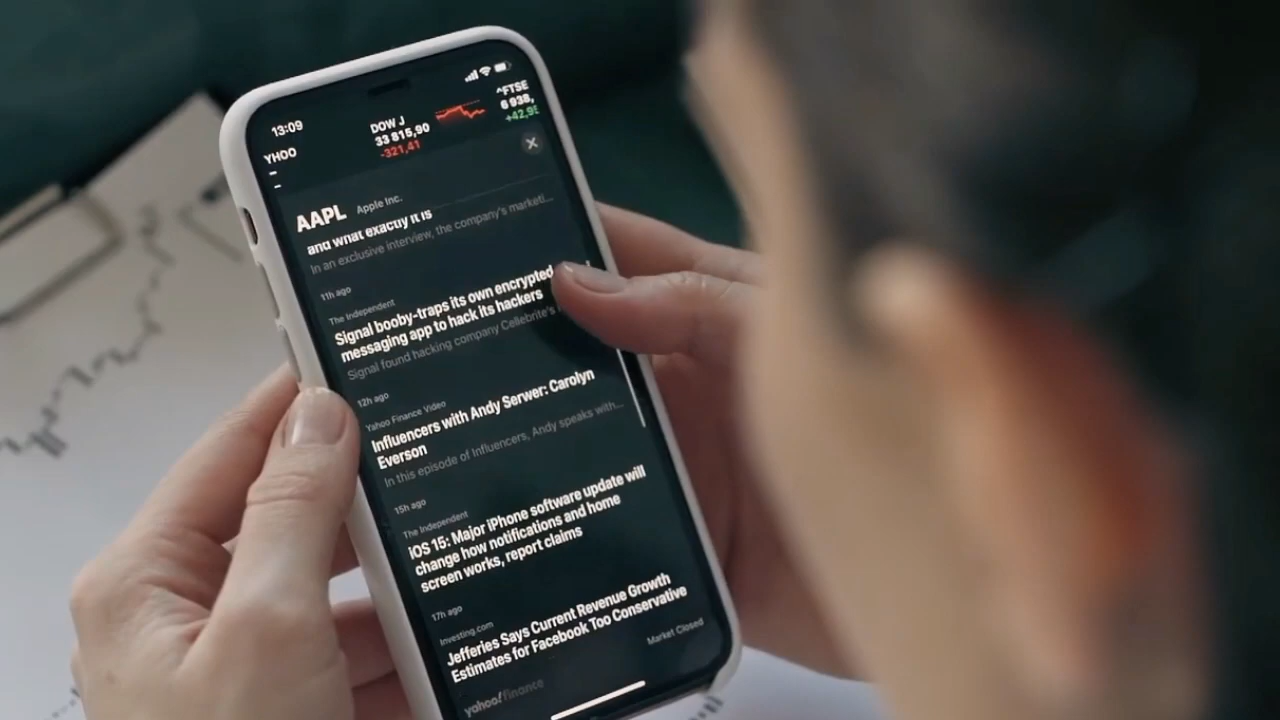 13:09
YHOO
-
-
DOW J
33 815,90
-321,41
^FTSE
6 938,
+42,9
AAPL Apple Inc.
and what exactly it is
In an exclusive interview, the company's marketi...
11h ago
The Independent
Signal booby-traps its own encrypted
messaging app to hack its hackers
Signal found hacking company Cellebrite's
12h ago
Yahoo Finance Video
Influencers with Andy Serwer: Carolyn
Everson
In this episode of Influencers, Andy speaks with...
15h ago
The Independent
iOS 15: Major iPhone software update will
change how notifications and home
screen works, report claims
17h ago
Investing.com
Jefferies Says Current Revenue Growth
Estimates for Facebook Too Conservative
Market Closed
yahoo!finance